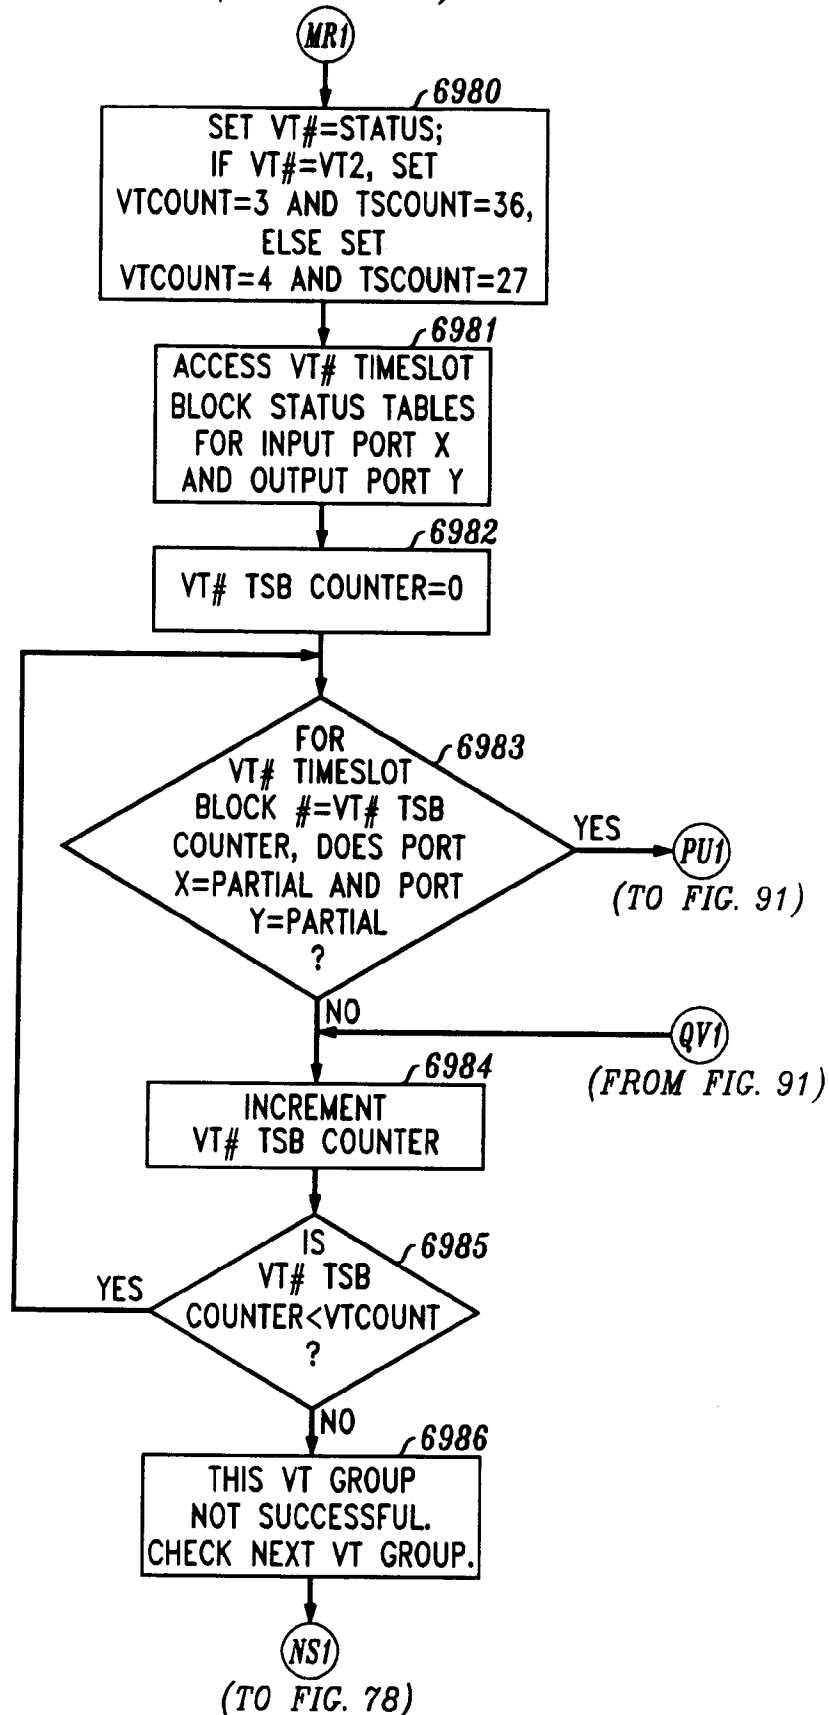 MR1
6980
SET VT#=STATUS;
IF VT#=VT2, SET
VTCOUNT=3 AND TSCOUNT=36,
ELSE SET
VTCOUNT=4 AND TSCOUNT=27
6981
ACCESS VT# TIMESLOT
BLOCK STATUS TABLES
FOR INPUT PORT X
AND OUTPUT PORT Y
6982
VT# TSB COUNTER=0
6983
FOR
VT# TIMESLOT
BLOCK #=VT# TSB
COUNTER, DOES PORT
X=PARTIAL AND PORT
Y=PARTIAL
?
YES
PU1
(TO FIG. 91)
NO
QV1
(FROM FIG. 91)
6984
INCREMENT
VT# TSB COUNTER
6985
IS
VT# TSB
COUNTER<VTCOUNT
?
YES
NO
6986
THIS VT GROUP
NOT SUCCESSFUL.
CHECK NEXT VT GROUP.
NS1
(TO FIG. 78)